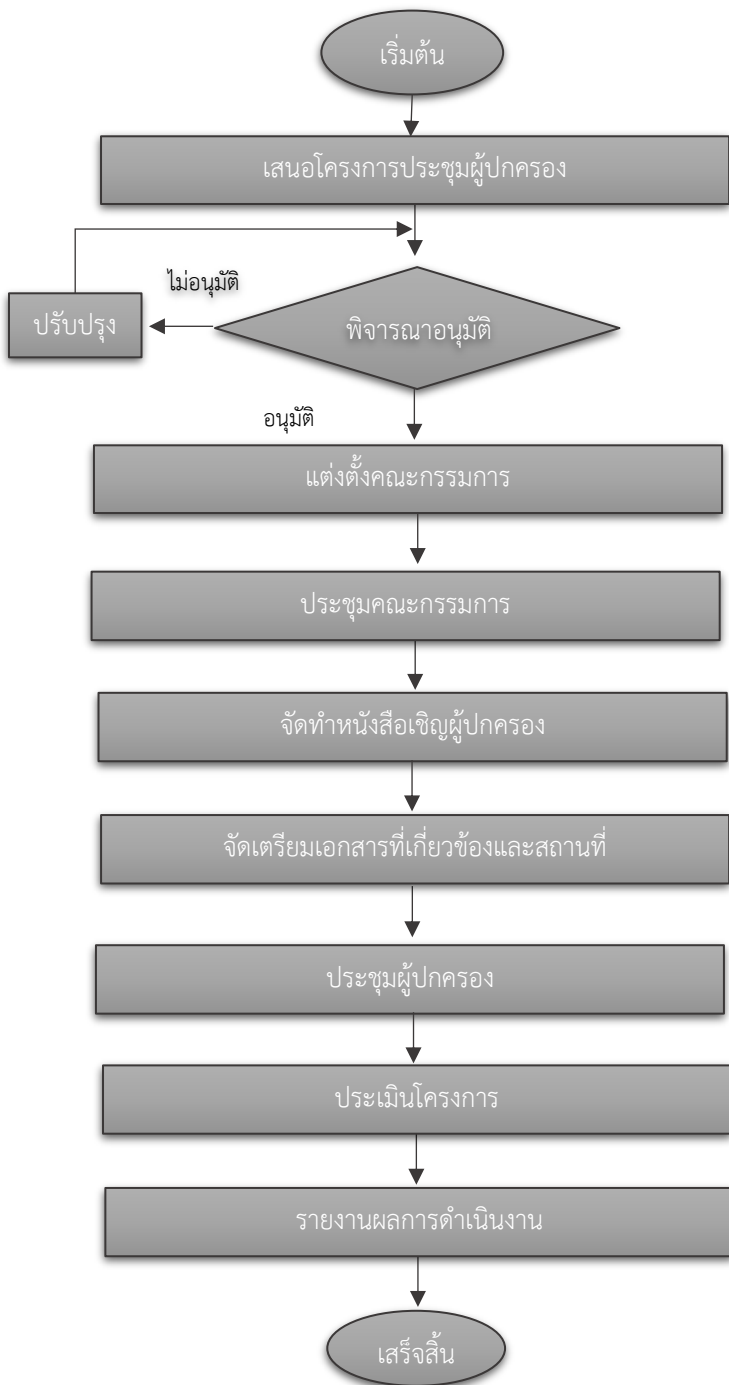 เริ่มต้น
เสนอโครงการประชุมผู้ปกครอง
ไม่อนุมัติ
ปรับปรุง
พิจารณาอนุมัติ
อนุมัติ
แต่งตั้งคณะกรรมการ
ประชุมคณะกรรมการ
จัดทำหนังสือเชิญผู้ปกครอง
จัดเตรียมเอกสารที่เกี่ยวข้องและสถานที่
ประชุมผู้ปกครอง
ประเมินโครงการ
รายงานผลการดำเนินงาน
เสร็จสิ้น